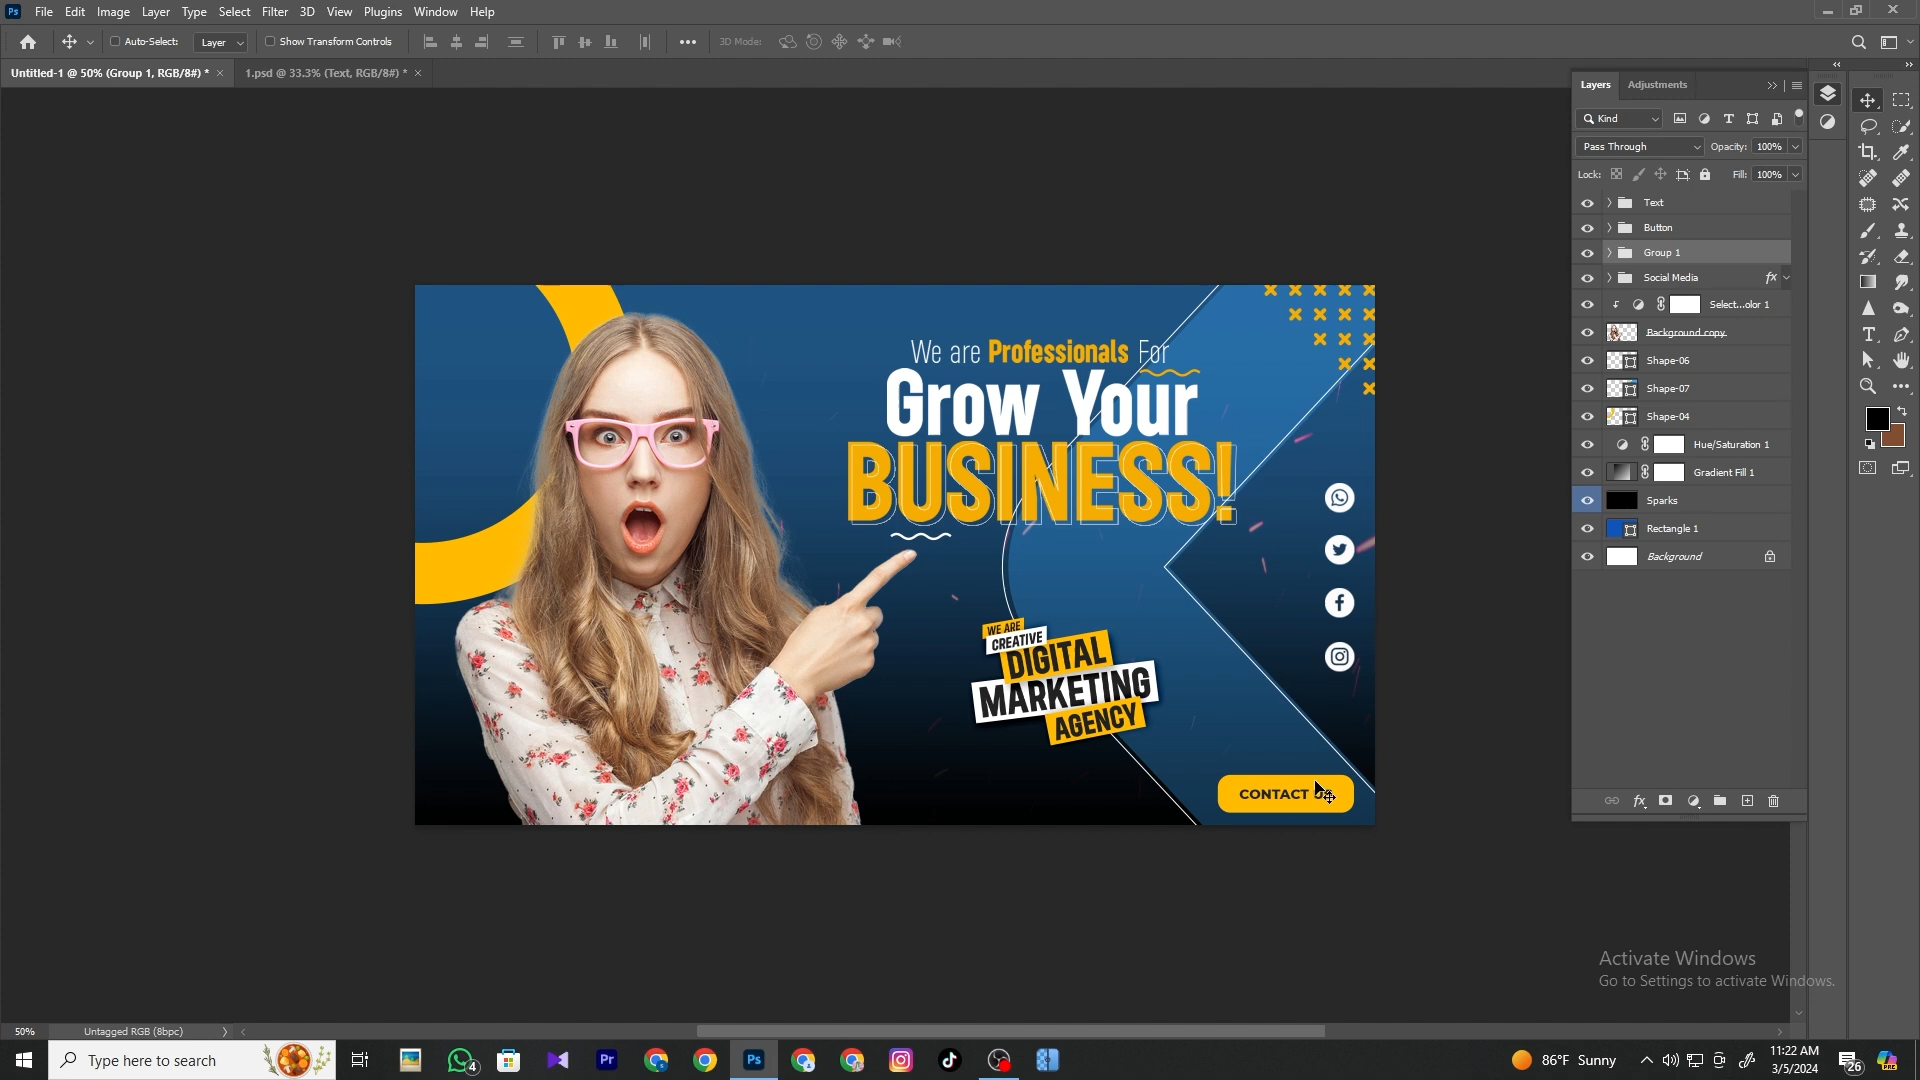 File Edit Image Layer Type Select Filter 3D View Plugins Window Help
Auto-Select: Layer Show Transform Controls 3D Mode:
Untitled-1 @ 50% (Group 1, RGB/8#) * 1.psd @ 33.3% (Text, RGB/8#) *
We are Professionals For
Grow Your
BUSINESS!
WE ARE
CREATIVE
DIGITAL
MARKETING
AGENCY
CONTACT
Layers Adjustments
Kind
Pass Through Opacity: 100%
Lock: Fill: 100%
Text
Button
Group 1
Social Media fx
Select...olor 1
Background copy
Shape-06
Shape-07
Shape-04
Hue/Saturation 1
Gradient Fill 1
Sparks
Rectangle 1
Background
Activate Windows
Go to Settings to activate Windows.
50% Untagged RGB (8bpc)
Type here to search
4
Pr
Ps
86°F Sunny
11:22 AM
3/5/2024
26